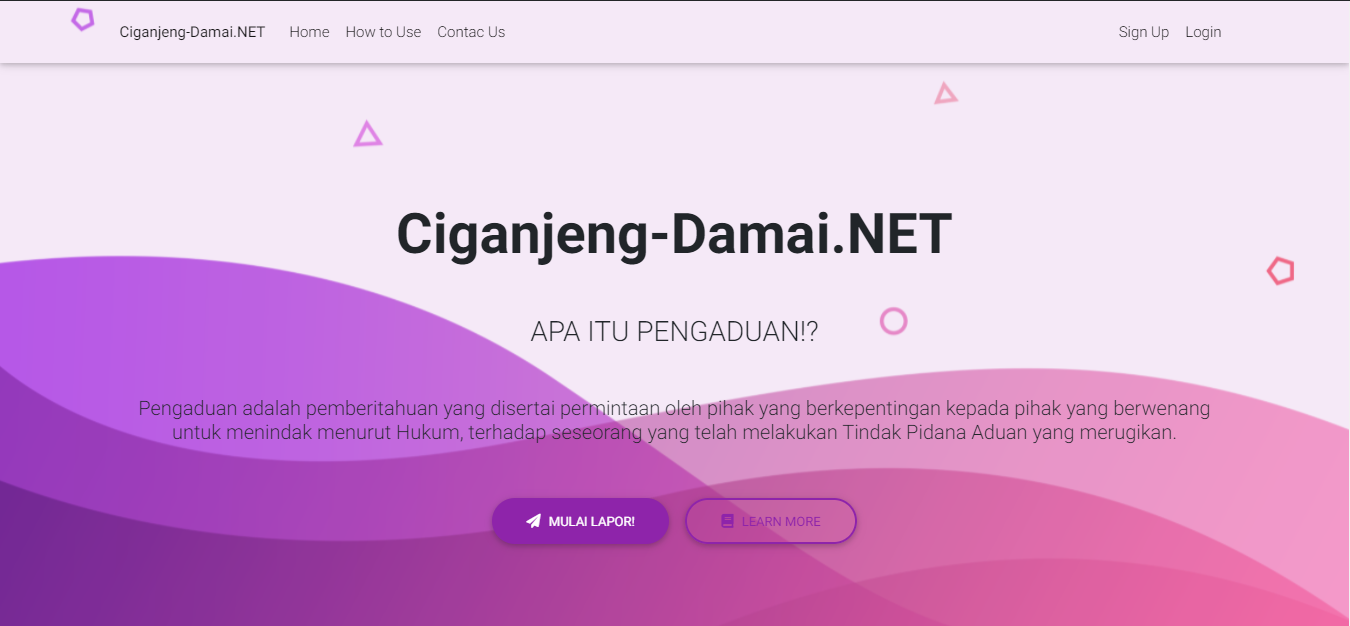 Ciganjeng-Damai.NET Home How to Use Contac Us Sign Up Login
Ciganjeng-Damai.NET
APA ITU PENGADUAN!?
Pengaduan adalah pemberitahuan yang disertai permintaan oleh pihak yang berkepentingan kepada pihak yang berwenang
untuk menindak menurut Hukum, terhadap seseorang yang telah melakukan Tindak Pidana Aduan yang merugikan.
MULAI LAPOR! LEARN MORE